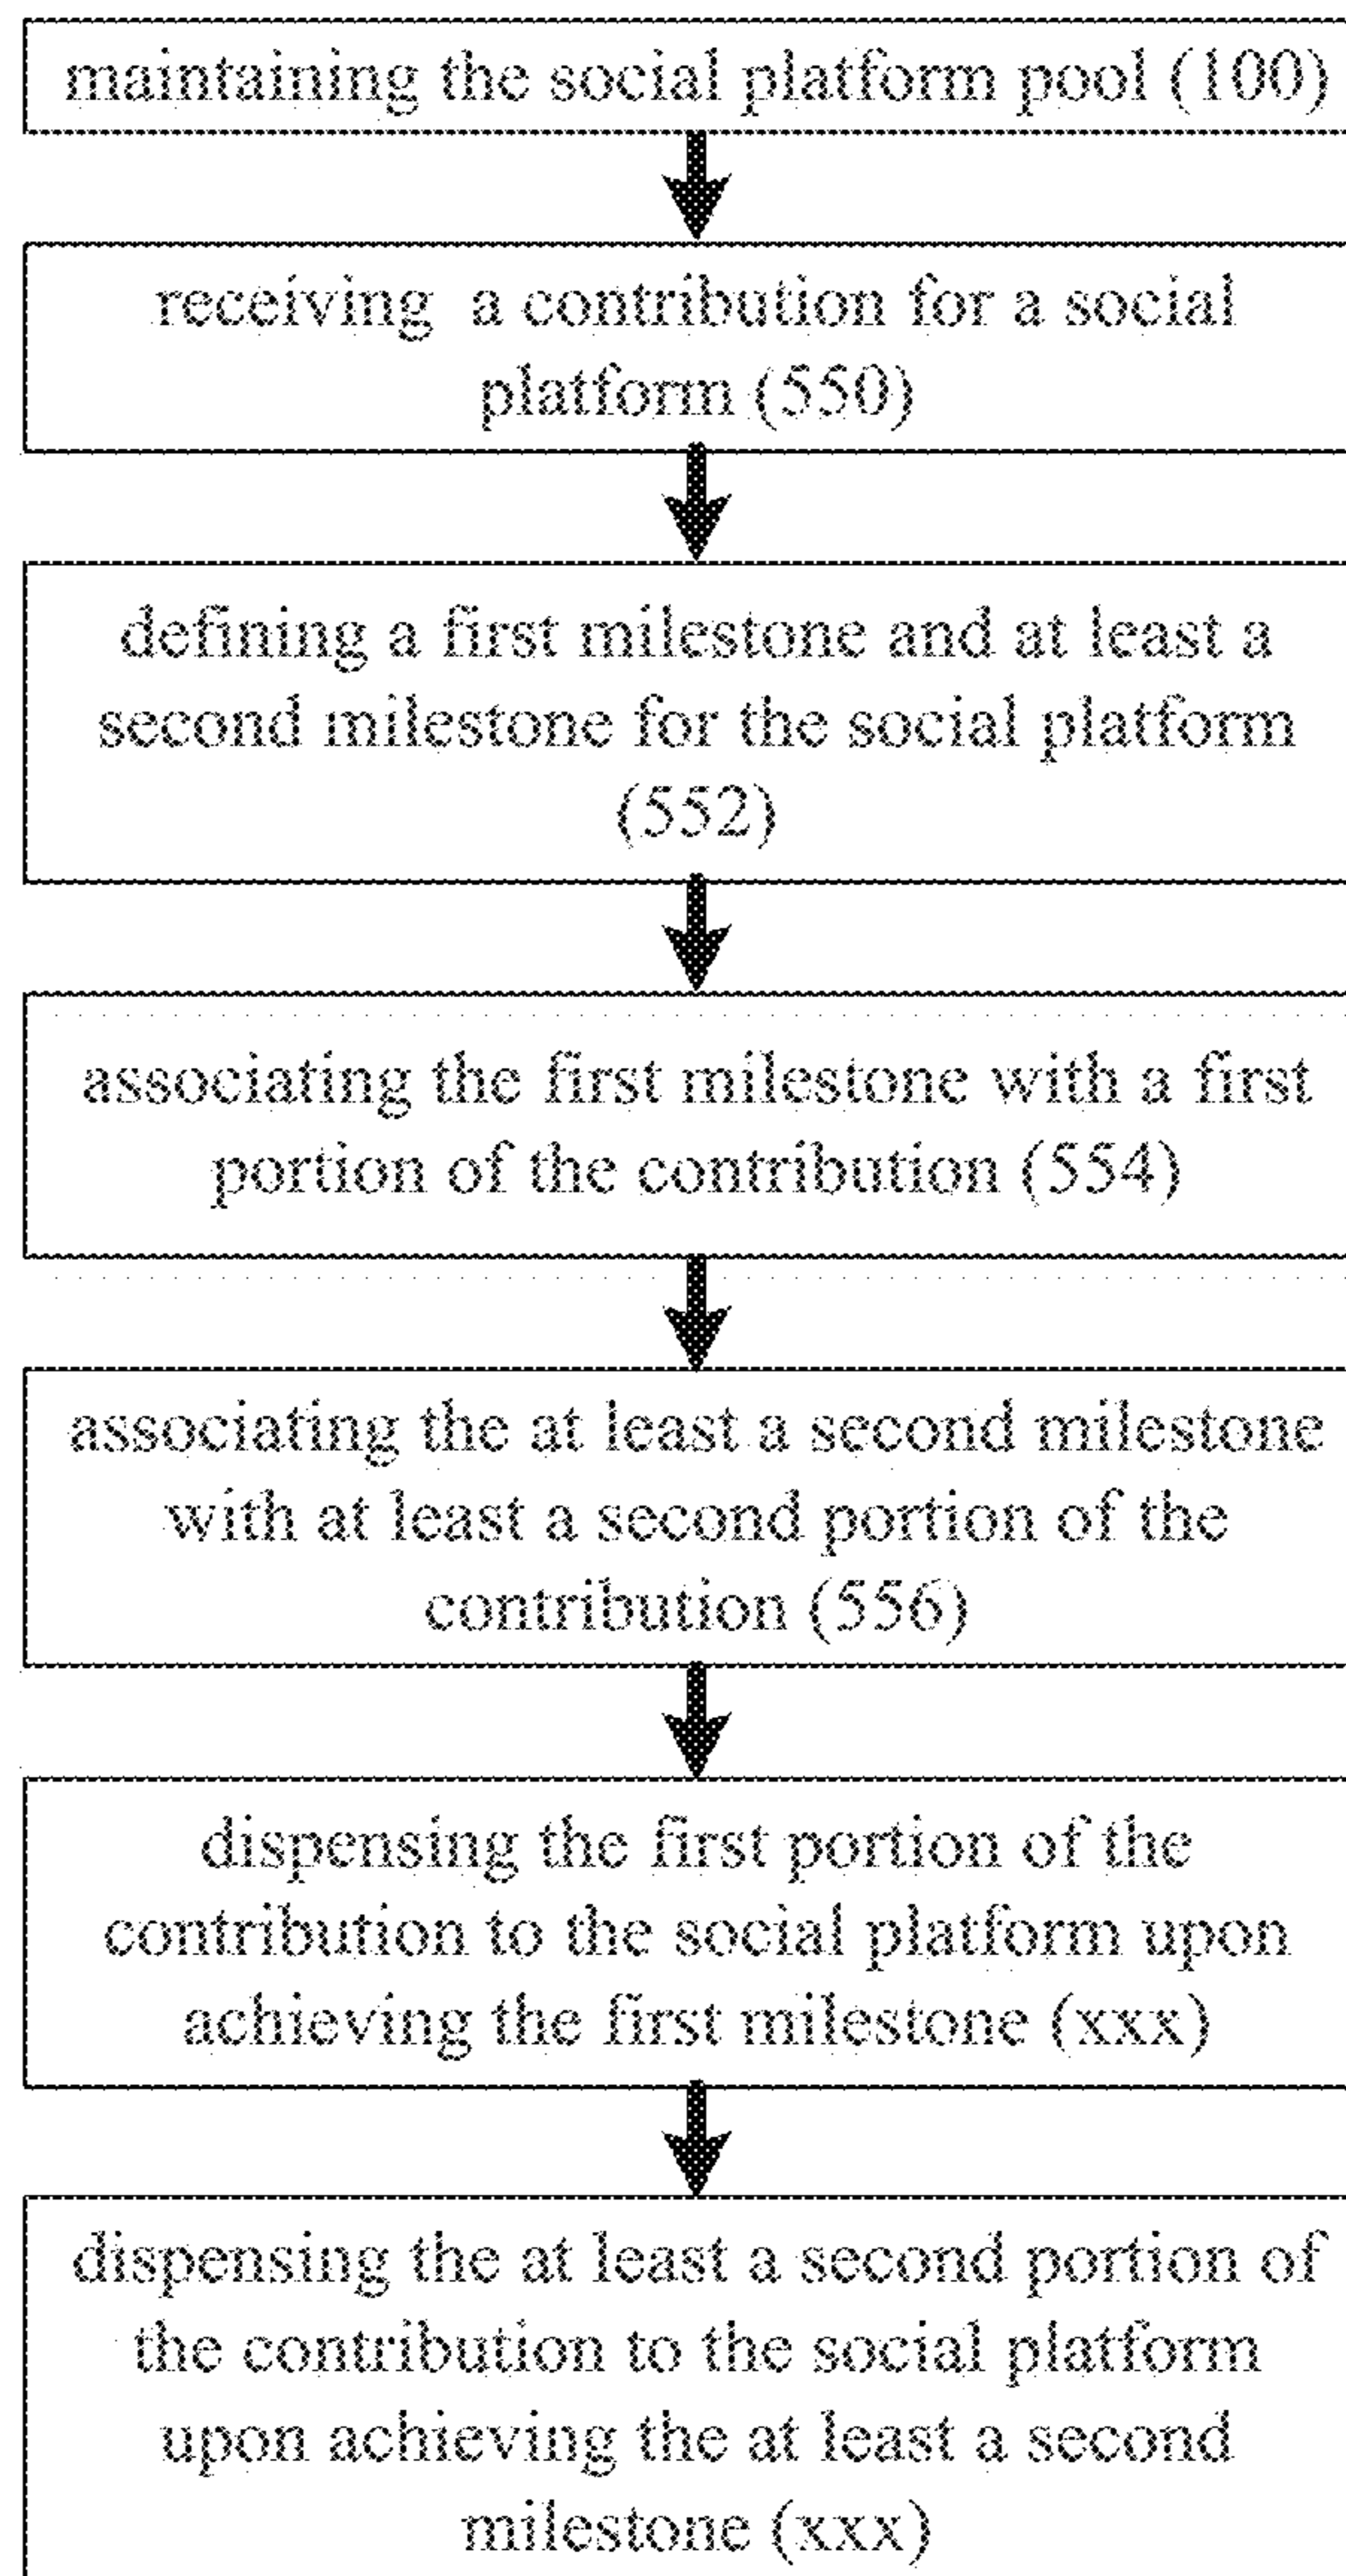 maintaining the social platform pool (100)
receiving a contribution for a social
platform (550)
defining a first milestone and at least a
second milestone for the social platform
(552)
associating the first milestone with a first
portion of the contribution (554)
associating the at least a second milestone
with at least a second portion of the
contribution (556)
dispensing the first portion of the
contribution to the social platform upon
achieving the first milestone (xxx)
dispensing the at least a second portion of
the contribution to the social platform
upon achieving the at least a second
milestone (xxx)